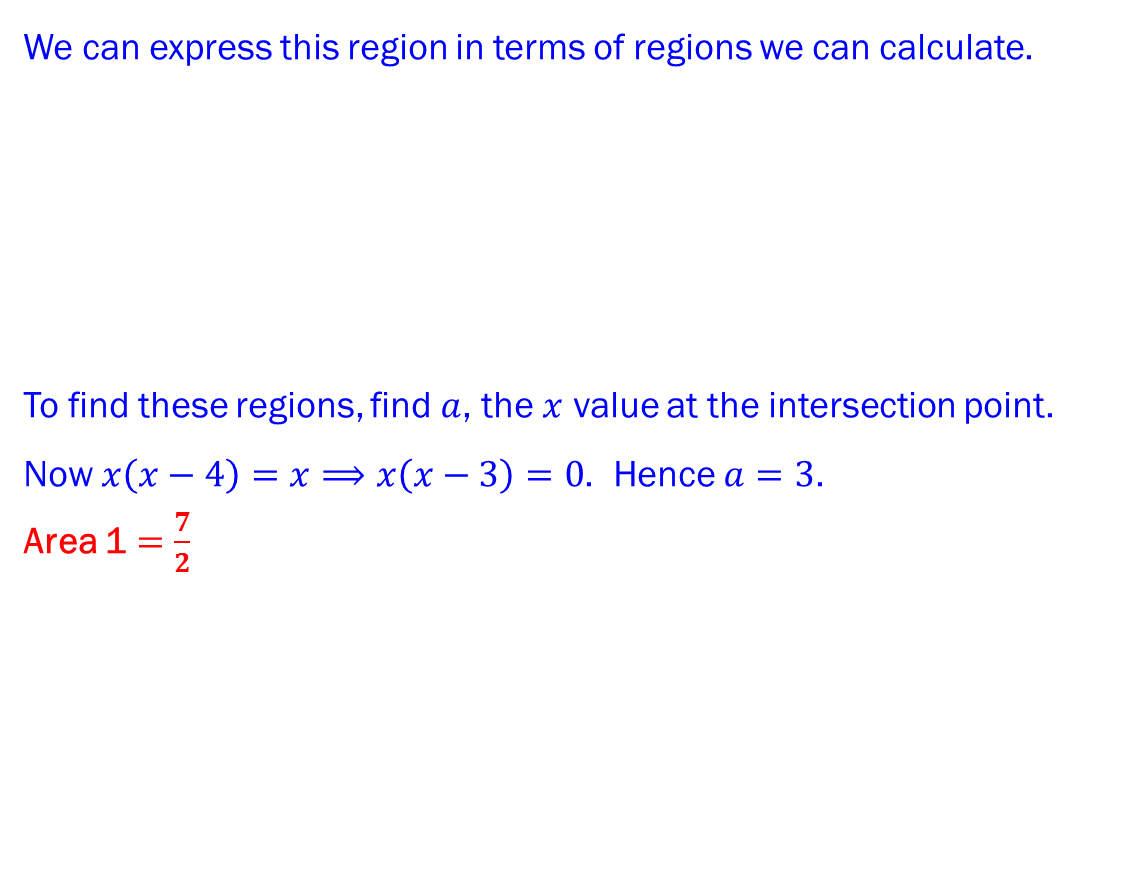 We can express this region in terms of regions we can calculate.
To find these regions, find a, the x value at the intersection point.
Now x(x − 4) = x ⟹ x(x − 3) = 0. Hence a = 3.
Area 1 = 7/2